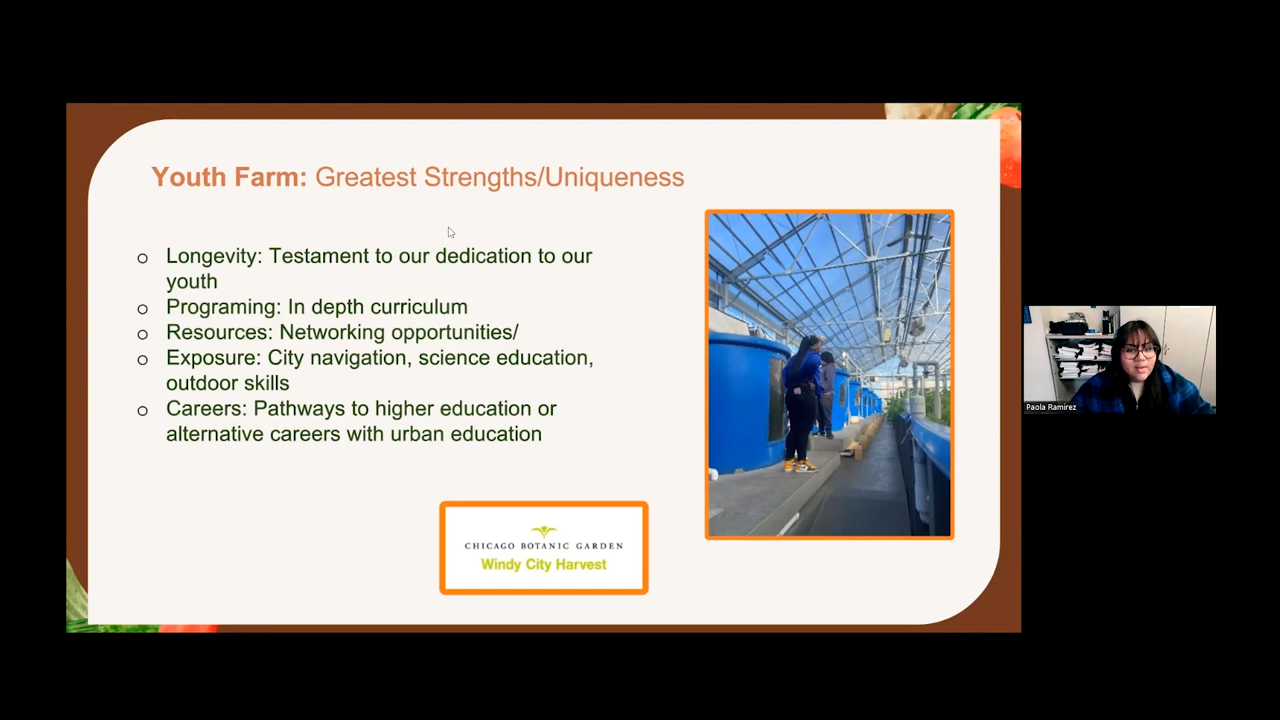 Youth Farm: Greatest Strengths/Uniqueness
o Longevity: Testament to our dedication to our
youth
o Programing: In depth curriculum
o Resources: Networking opportunities/
o Exposure: City navigation, science education,
outdoor skills
o Careers: Pathways to higher education or
alternative careers with urban education
CHICAGO BOTANIC GARDEN
Windy City Harvest
Paola Ramirez